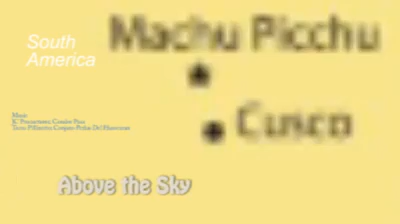 Machu Picchu
South
America
Cusco
Above the Sky